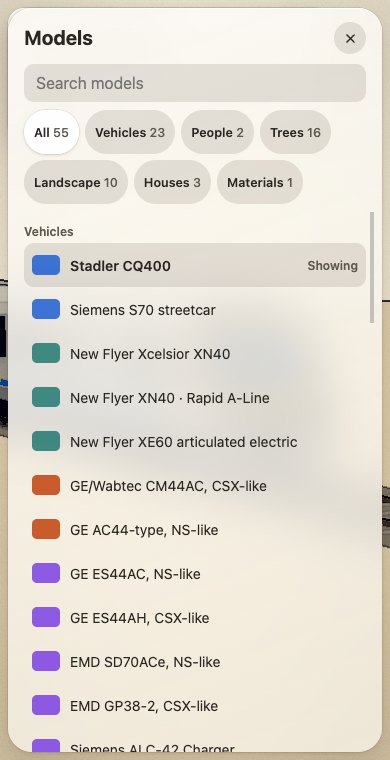 Models
Search models
All 55
Vehicles 23
People 2
Trees 16
Landscape 10
Houses 3
Materials 1
Vehicles
Stadler CQ400 Showing
Siemens S70 streetcar
New Flyer Xcelsior XN40
New Flyer XN40 · Rapid A-Line
New Flyer XE60 articulated electric
GE/Wabtec CM44AC, CSX-like
GE AC44-type, NS-like
GE ES44AC, NS-like
GE ES44AH, CSX-like
EMD SD70ACe, NS-like
EMD GP38-2, CSX-like
Siemens ALC-42 Charger